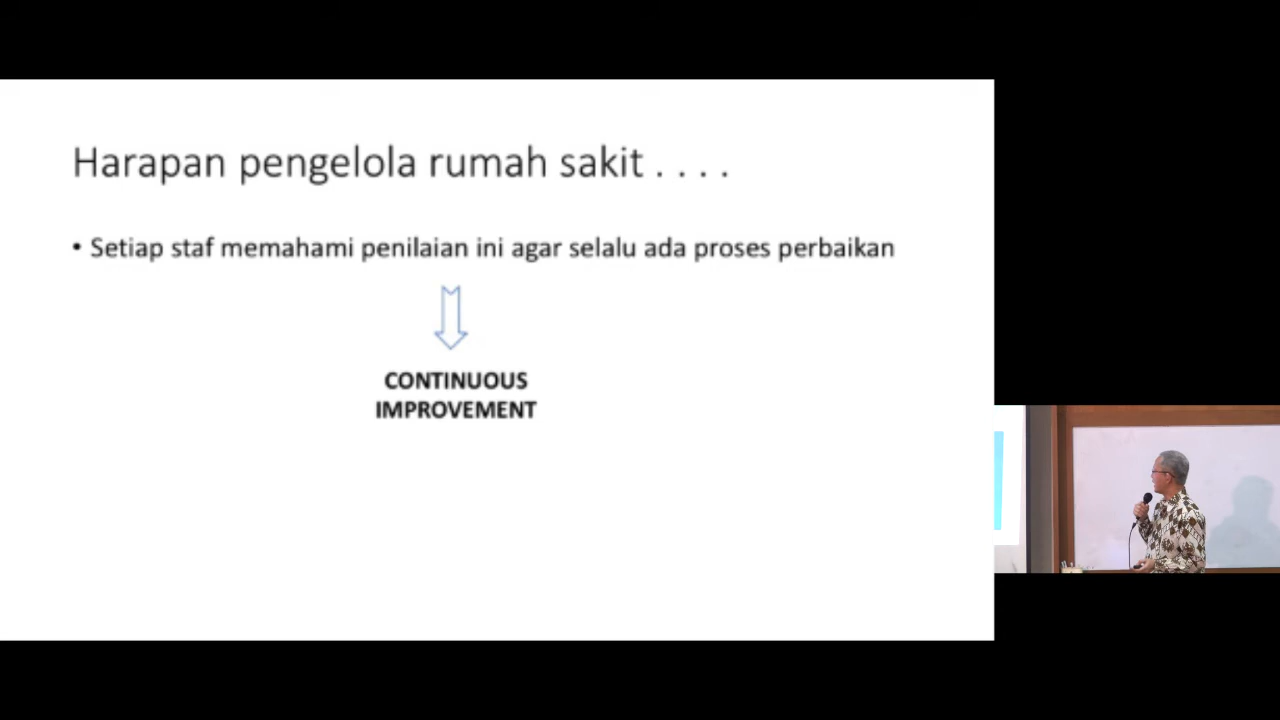 Harapan pengelola rumah sakit . . . .
• Setiap staf memahami penilaian ini agar selalu ada proses perbaikan
CONTINUOUS
IMPROVEMENT